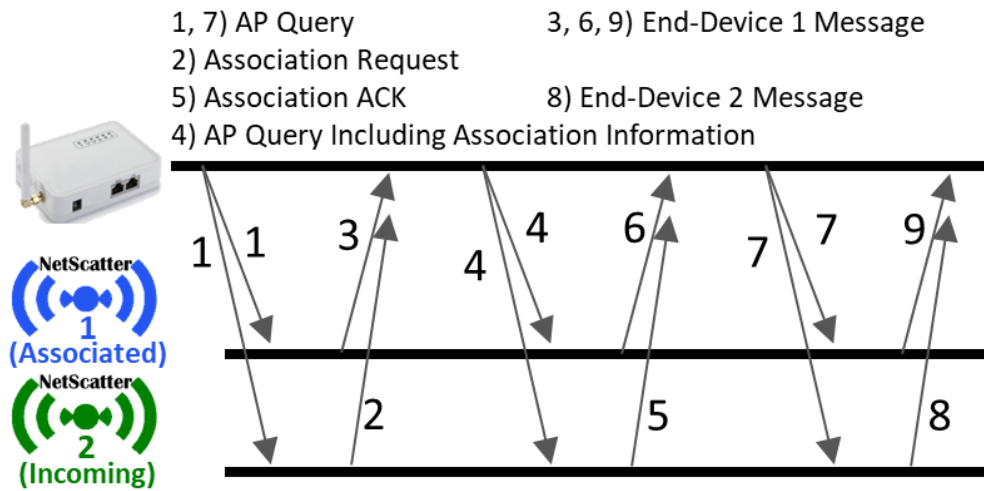 1, 7) AP Query 3, 6, 9) End-Device 1 Message
2) Association Request
5) Association ACK 8) End-Device 2 Message
4) AP Query Including Association Information
1 1 3 4 4 6 7 7 9
NetScatter
1
(Associated)
NetScatter
2 5 8
2
(Incoming)